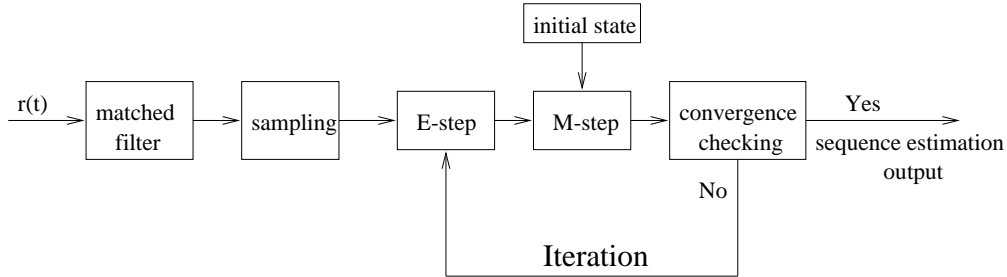 initial state
r(t)
matched
filter
sampling
E-step
M-step
convergence
checking
Yes
sequence estimation
output
No
Iteration